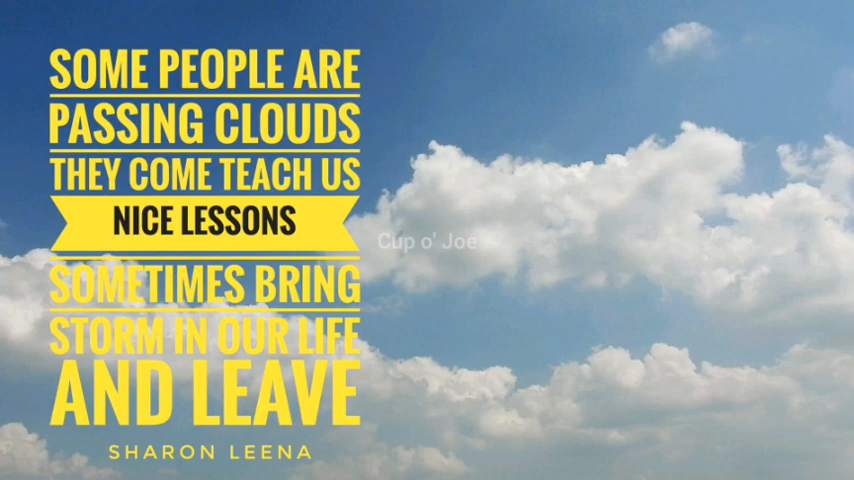 SOME PEOPLE ARE
PASSING CLOUDS
THEY COME TEACH US
NICE LESSONS
SOMETIMES BRING
STORM IN OUR LIFE
AND LEAVE
SHARON LEENA
Cup o' Joe